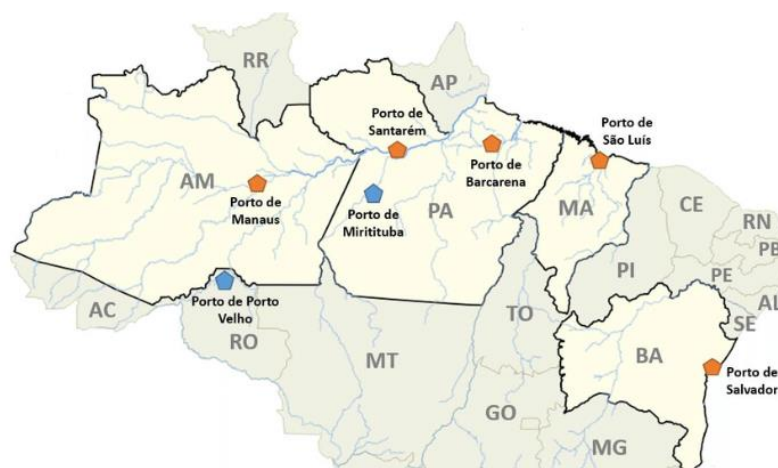 RR
AP
Porto de
Santarém
Porto de
São Luís
Porto de
Barcarena
AM
Porto de
Manaus
Porto de
Miritituba
PA
MA
CE
RN
PB
PI
PE
AL
SE
AC
Porto de Porto
Velho
RO
MT
TO
BA
Porto de
Salvador
GO
MG